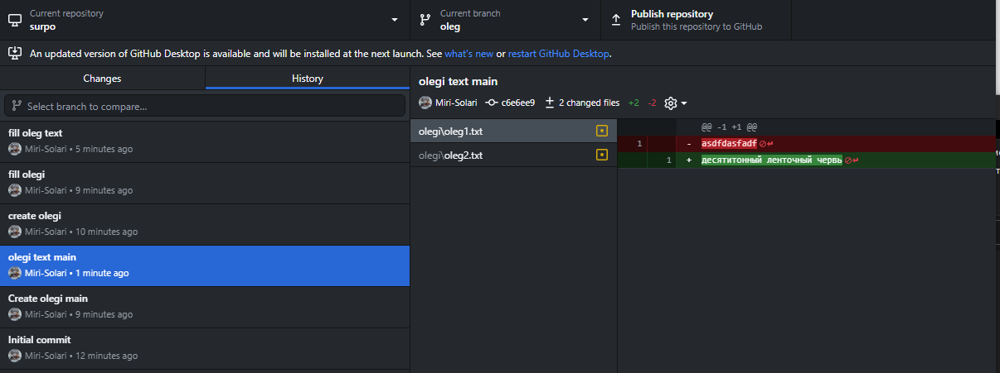 Current repository
surpo
Current branch
oleg
Publish repository
Publish this repository to GitHub
An updated version of GitHub Desktop is available and will be installed at the next launch. See what's new or restart GitHub Desktop.
Changes
History
Select branch to compare...
fill oleg text
Miri-Solari • 5 minutes ago
fill olegi
Miri-Solari • 9 minutes ago
create olegi
Miri-Solari • 10 minutes ago
olegi text main
Miri-Solari • 1 minute ago
Create olegi main
Miri-Solari • 9 minutes ago
Initial commit
Miri-Solari • 12 minutes ago
olegi text main
Miri-Solari c6e6ee9 2 changed files +2 -2
olegi\oleg1.txt
olegi\oleg2.txt
@@ -1 +1 @@
1 - asdfdasfadf
1 + десятитонный ленточный червь